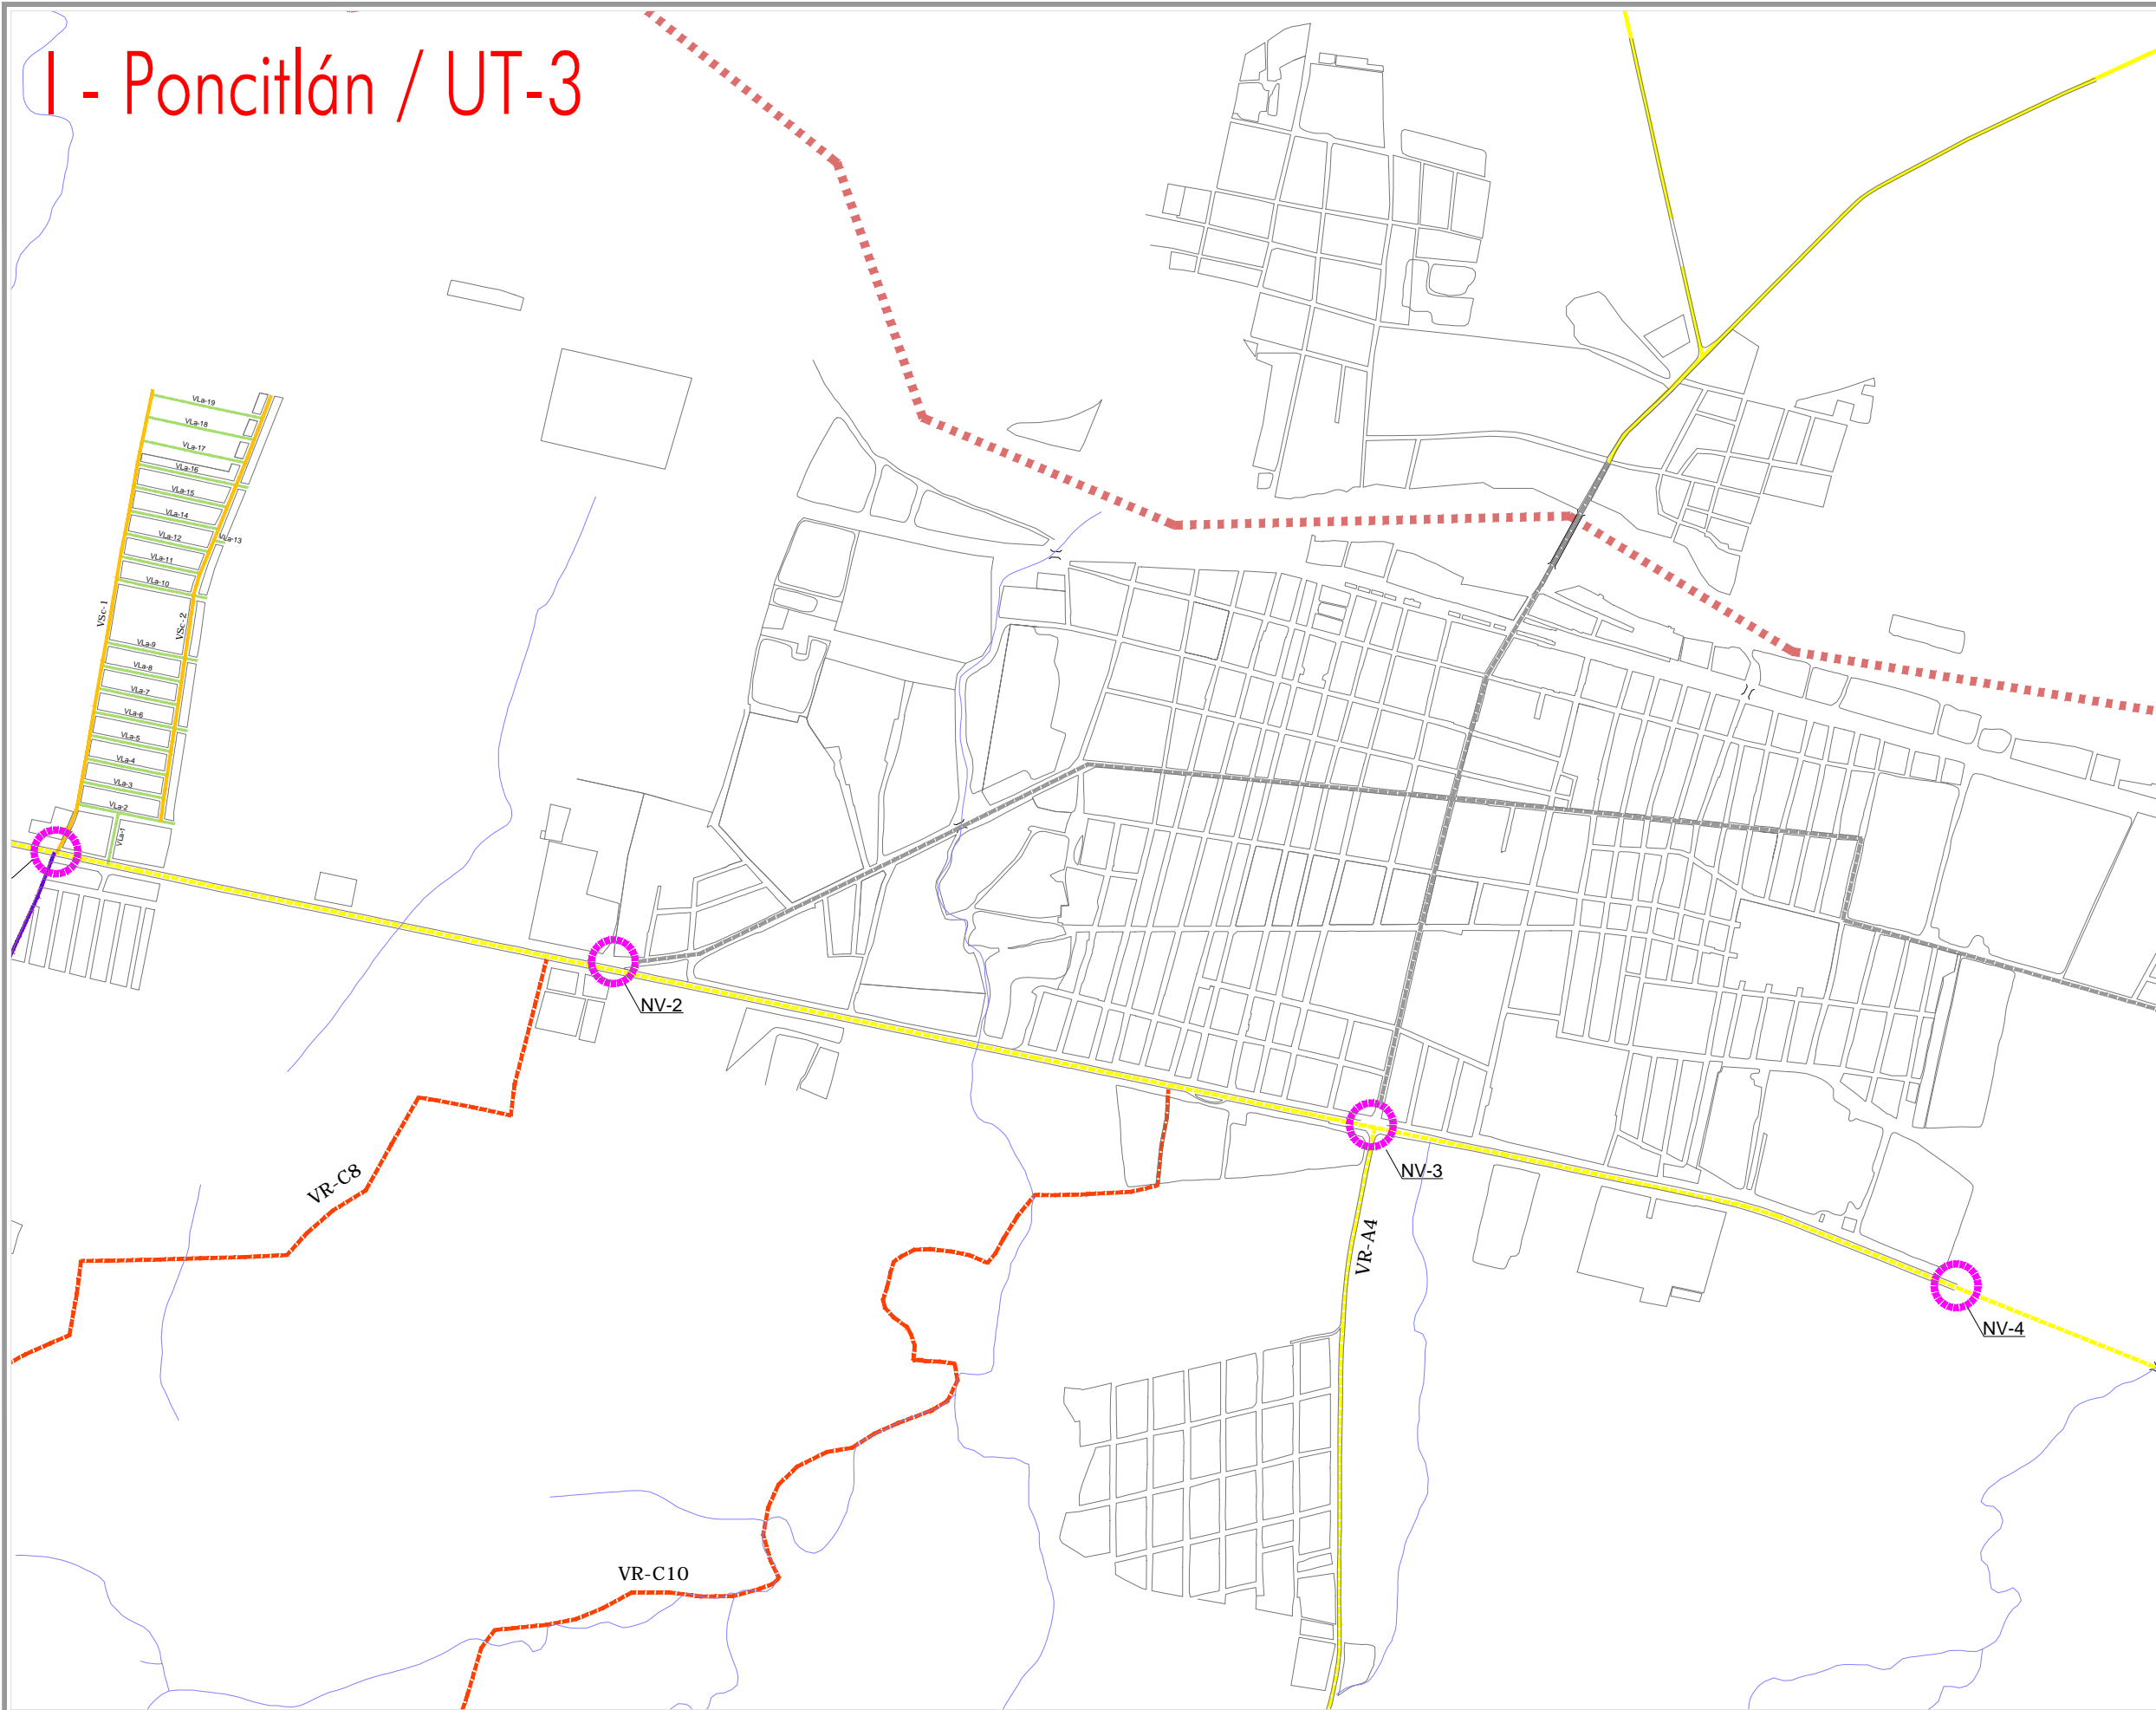 I - Poncitlán / UT-3
VLa-19
VLa-18
VLa-17
VLa-16
VLa-15
VLa-14
VLa-13
VLa-12
VLa-11
VLa-10
VSc-1
VSc-2
VLa-9
VLa-8
VLa-7
VLa-6
VLa-5
VLa-4
VLa-3
VLa-2
VLa-1
NV-2
NV-3
VR-C8
VR-A4
NV-4
VR-C10